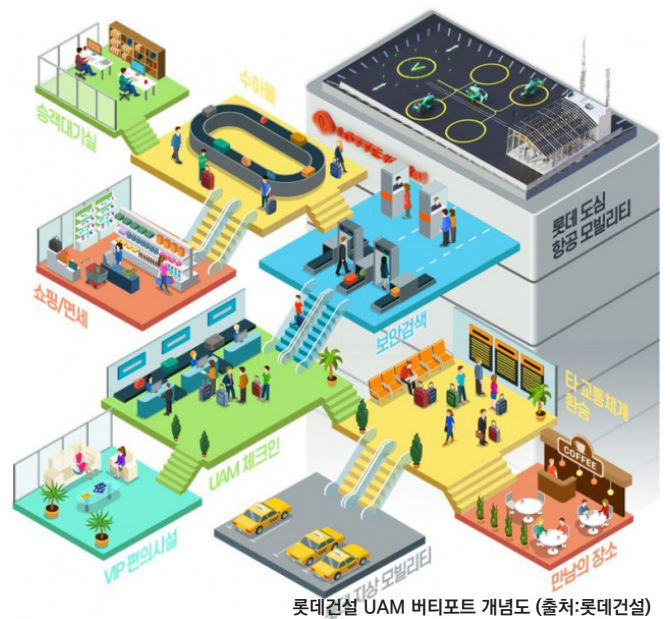 수하물
승객대기실
롯데 도심
항공 모빌리티
쇼핑/면세
보안검색
타 교통체계
환승
COFFEE
UAM 체크인
만남의 장소
VIP 편의시설
지상 모빌리티
롯데건설 UAM 버티포트 개념도 (출처:롯데건설)